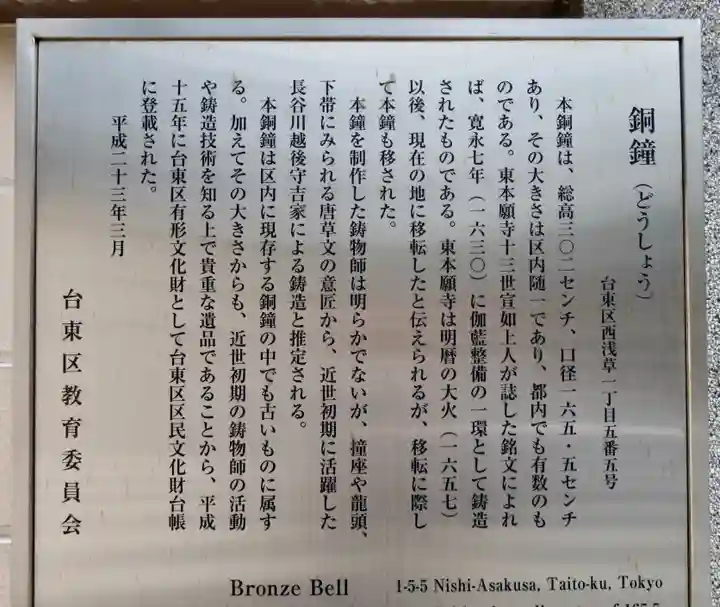 銅鐘（どうしょう）
台東区西浅草一丁目五番五号
本銅鐘は、総高三〇二センチ、口径一六五・五センチ
あり、その大きさは区内随一であり、都内でも有数のも
のである。東本願寺十三世宣如上人が誌した銘文によれ
ば、寛永七年（一六三〇）に伽藍整備の一環として鋳造
されたものである。東本願寺は明暦の大火（一六五七）
以後、現在の地に移転したと伝えられるが、移転に際し
て本鐘も移された。
本鐘を制作した鋳物師は明らかでないが、撞座や龍頭、
下帯にみられる唐草文の意匠から、近世初期に活躍した
長谷川越後守吉家による鋳造と推定される。
本銅鐘は区内に現存する銅鐘の中でも古いものに属す
る。加えてその大きさからも、近世初期の鋳物師の活動
や鋳造技術を知る上で貴重な遺品であることから、平成
十五年に台東区有形文化財として台東区区民文化財台帳
に登載された。
平成二十三年三月
台東区教育委員会
Bronze Bell 1-5-5 Nishi-Asakusa, Taito-ku, Tokyo